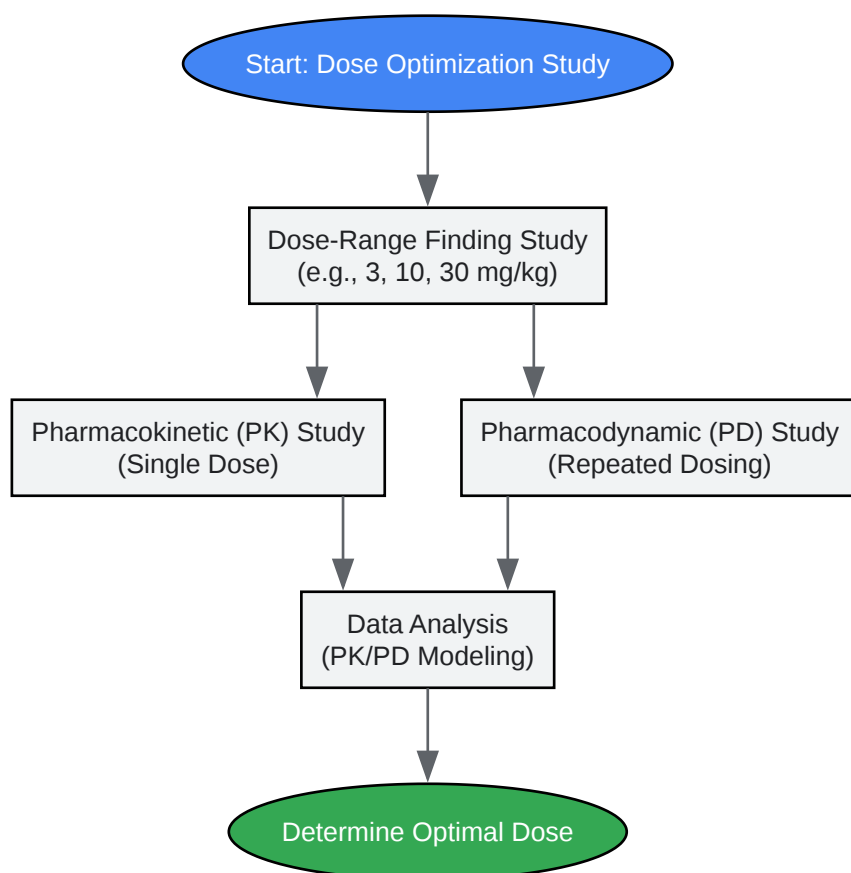 Start: Dose Optimization Study
Dose-Range Finding Study
(e.g., 3, 10, 30 mg/kg)
Pharmacokinetic (PK) Study
(Single Dose)
Pharmacodynamic (PD) Study
(Repeated Dosing)
Data Analysis
(PK/PD Modeling)
Determine Optimal Dose